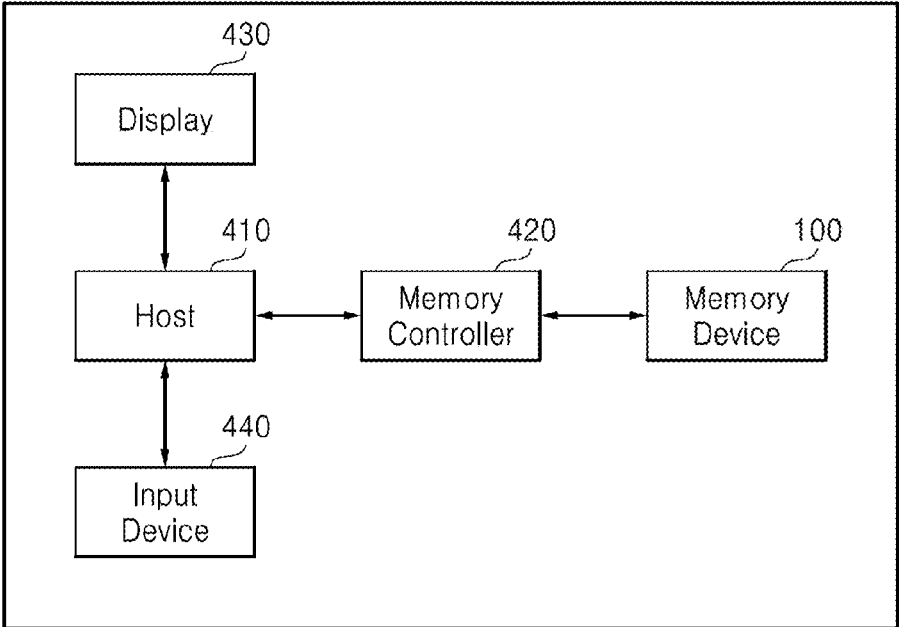 430
Display
410
Host
420
Memory
Controller
100
Memory
Device
440
Input
Device